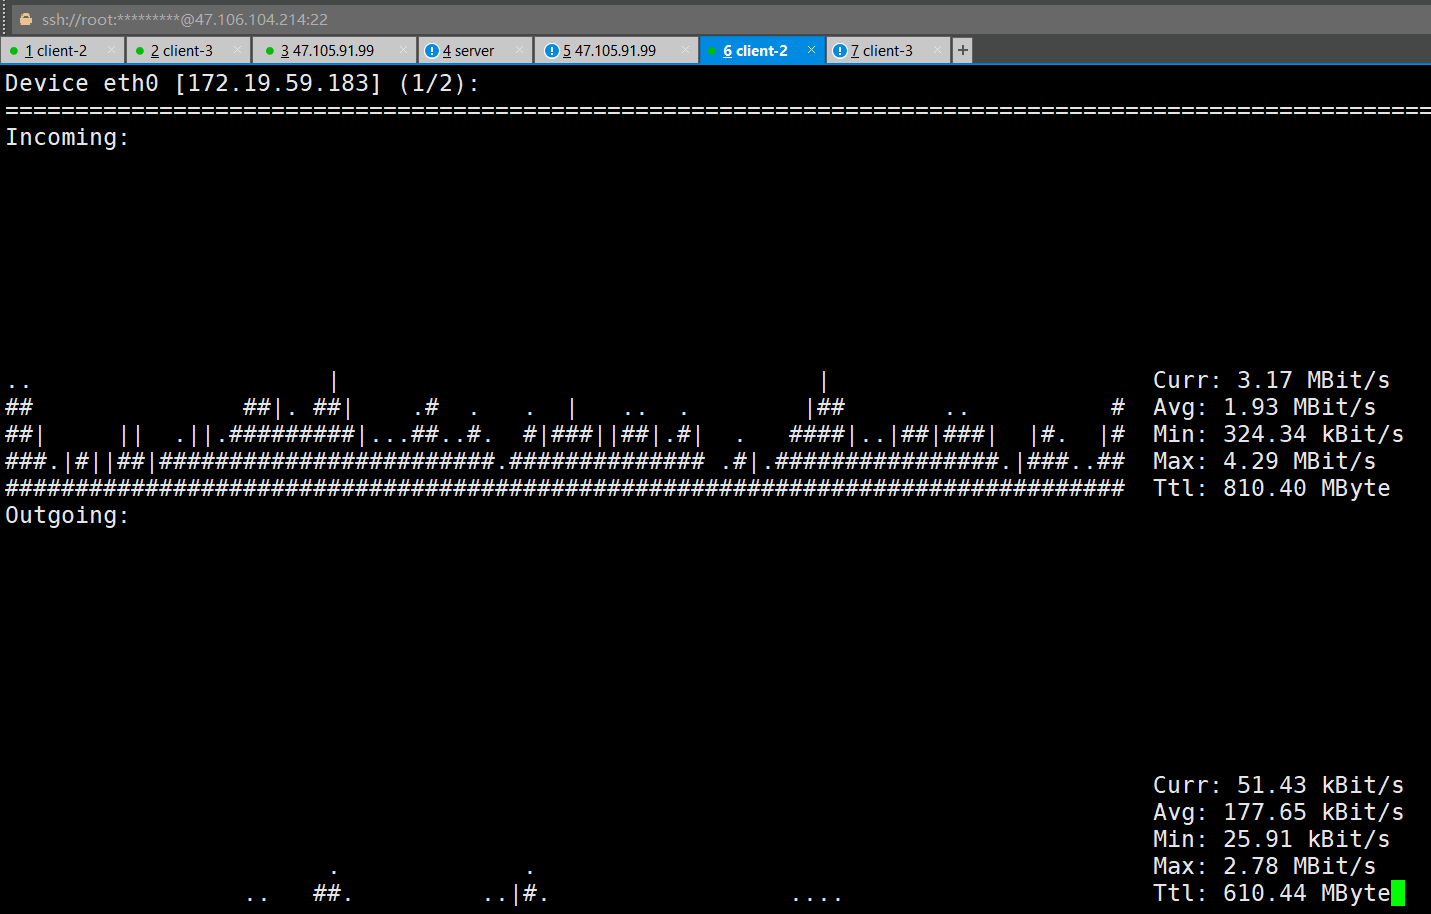 ssh://root:*********@47.106.104.214:22
1 client-2 × 2 client-3 × 3 47.105.91.99 × 4 server × 5 47.105.91.99 × 6 client-2 × 7 client-3 × +
Device eth0 [172.19.59.183] (1/2):
======================================================================================================
Incoming:
..                     |                                  |                       Curr: 3.17 MBit/s
##               ##|. ##|    .#  .   .  |   ..  .        |##       ..          #  Avg: 1.93 MBit/s
##|     ||  .||.#########|...##..#.  #|###||##|.#|  .   ####|..|##|###|  |#.  |#  Min: 324.34 kBit/s
###.|#||##|########################.############## .#|.################.|###..##  Max: 4.29 MBit/s
################################################################################  Ttl: 810.40 MByte
Outgoing:
Curr: 51.43 kBit/s
Avg: 177.65 kBit/s
Min: 25.91 kBit/s
                       .             .                                            Max: 2.78 MBit/s
                 ..   ##.         ..|#.                 ....                      Ttl: 610.44 MByte